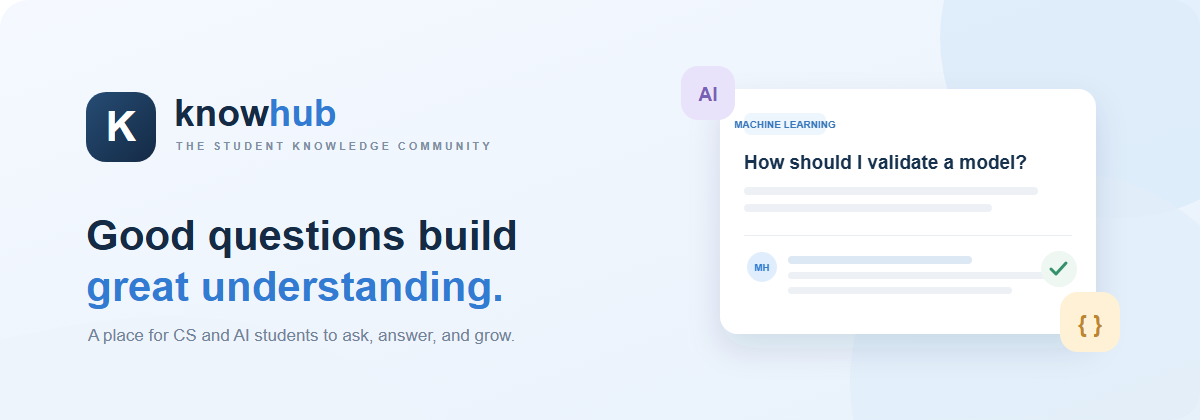 K
knowhub
THE STUDENT KNOWLEDGE COMMUNITY
Good questions build
great understanding.
A place for CS and AI students to ask, answer, and grow.
AI
MACHINE LEARNING
How should I validate a model?
MH
{ }